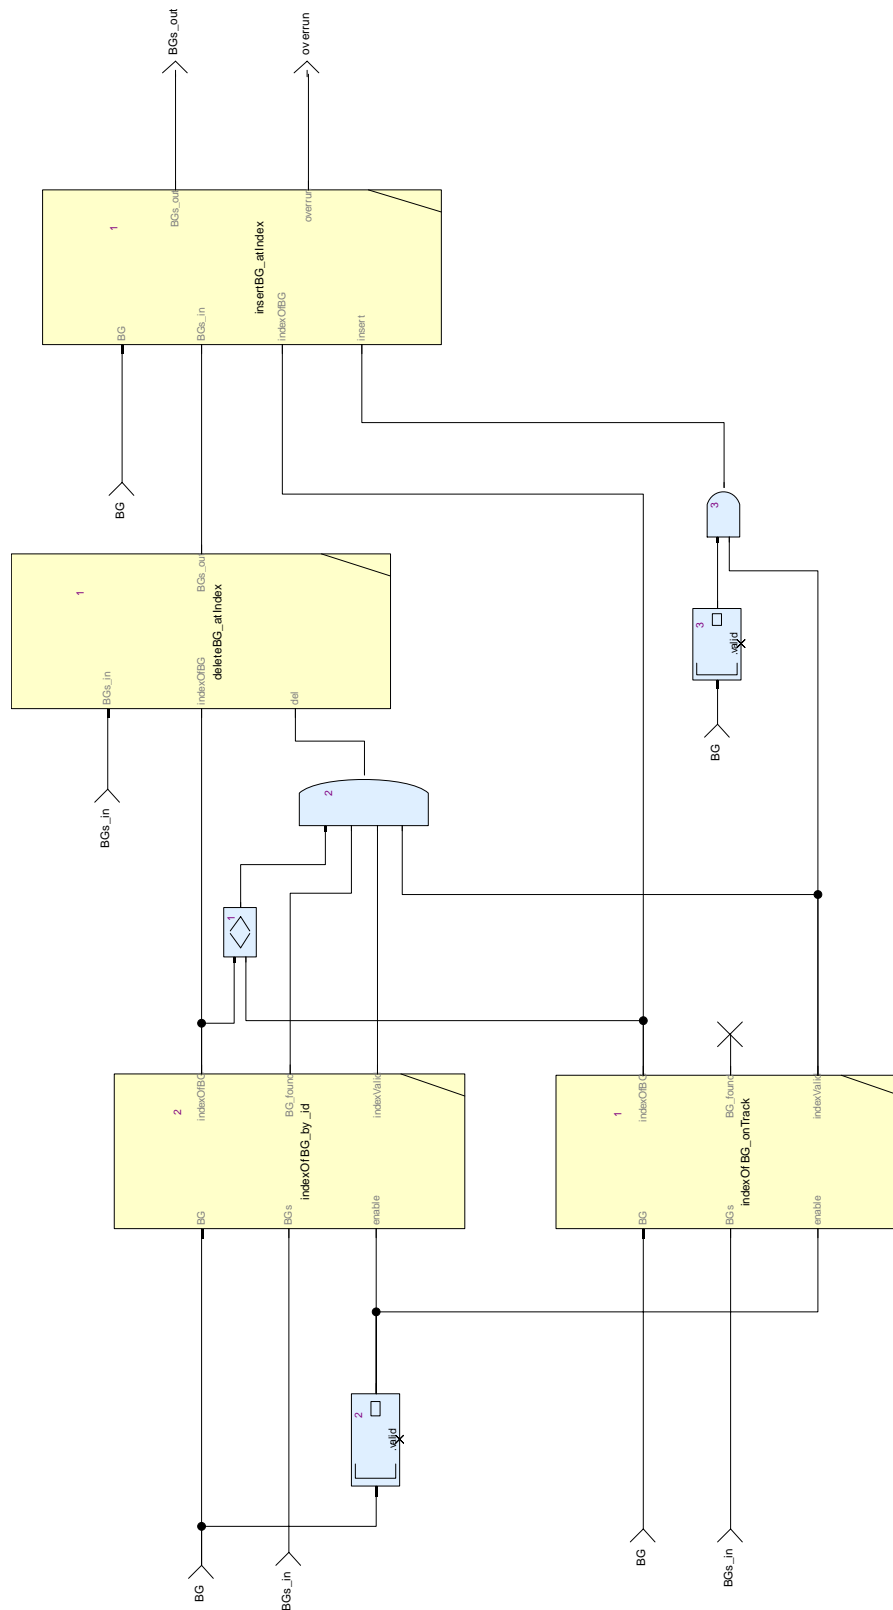 BGs_out
overrun
1
BGs_out
overrun
insertBG_atIndex
BG
BGs_in
indexOfBG
insert
BG
3
1
BGs_out
deleteBG_atIndex
BGs_in
indexOfBG
del
3
.valid
BG
BGs_in
2
1
2
indexOfBG
BG_found
indexValid
indexOfBG_by_id
BG
BGs
enable
1
indexOfBG
BG_found
indexValid
indexOfBG_onTrack
BG
BGs
enable
2
.valid
BG
BGs_in
BG
BGs_in